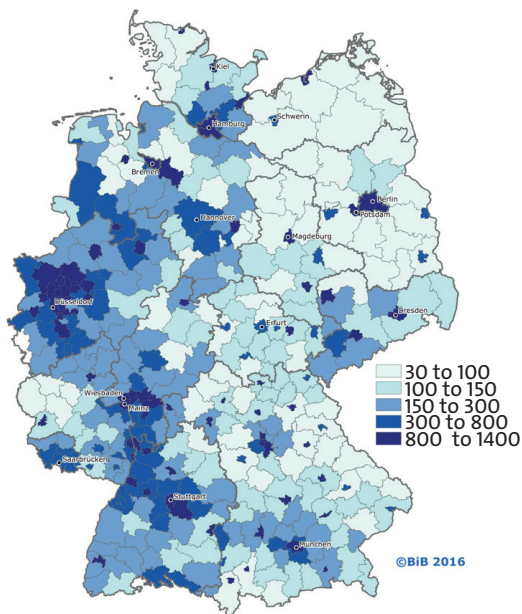 Kiel
Schwerin
Hamburg
Bremen
Berlin
Potsdam
Hannover
Magdeburg
Düsseldorf
Dresden
Erfurt
30 to 100
100 to 150
150 to 300
300 to 800
800 to 1400
Wiesbaden
Mainz
Saarbrücken
Stuttgart
München
©BiB 2016